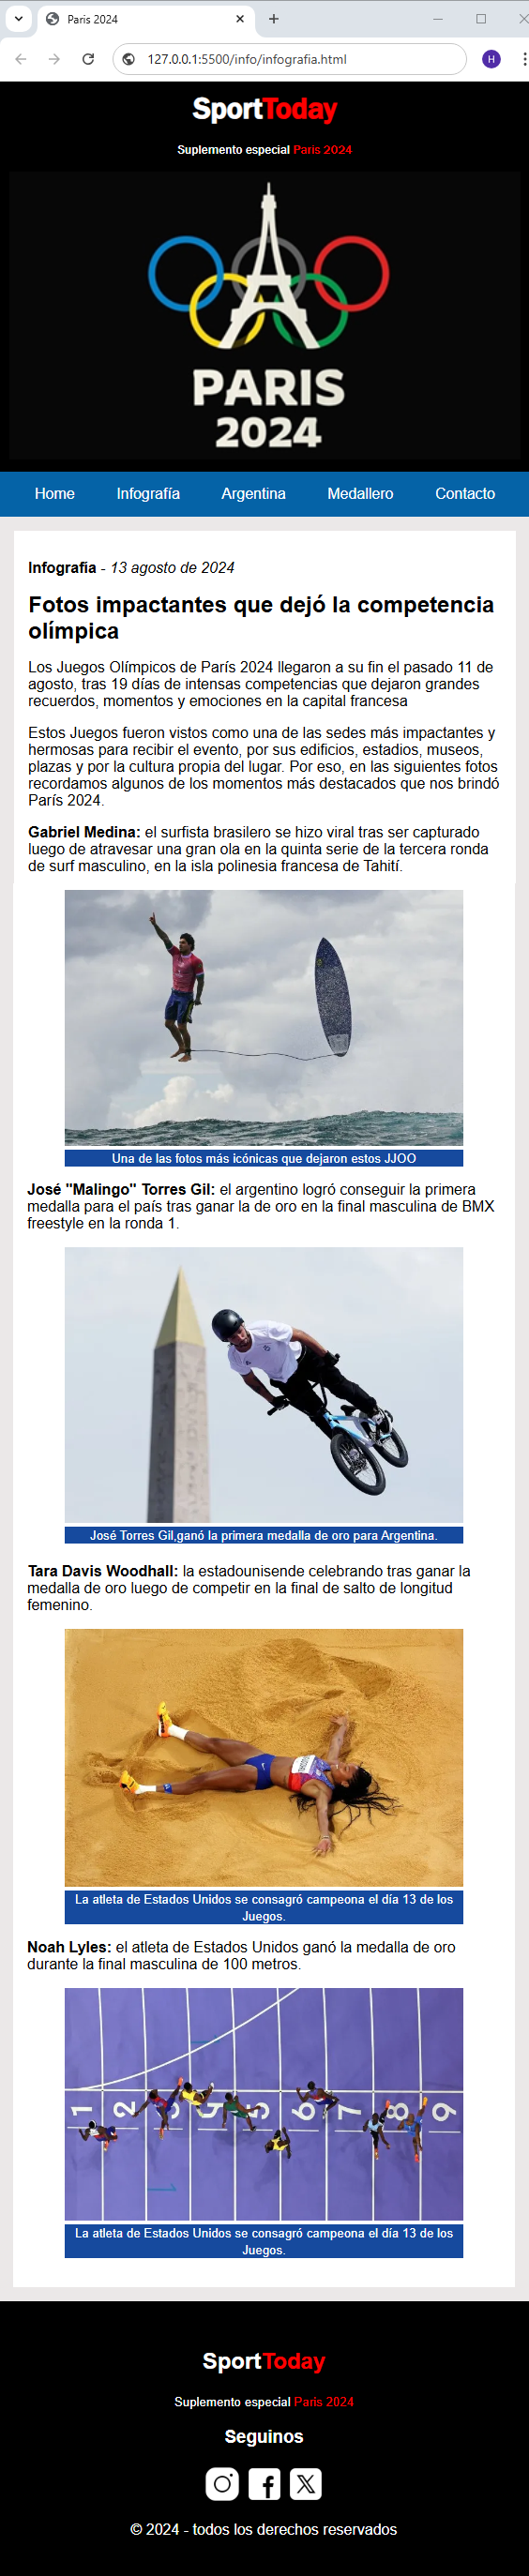 Paris 2024
127.0.0.1:5500/info/infografia.html
H
SportToday
Suplemento especial Paris 2024
PARIS
2024
Home Infografía Argentina Medallero Contacto
Infografia - 13 agosto de 2024
Fotos impactantes que dejó la competencia
olímpica
Los Juegos Olímpicos de París 2024 llegaron a su fin el pasado 11 de
agosto, tras 19 días de intensas competencias que dejaron grandes
recuerdos, momentos y emociones en la capital francesa
Estos Juegos fueron vistos como una de las sedes más impactantes y
hermosas para recibir el evento, por sus edificios, estadios, museos,
plazas y por la cultura propia del lugar. Por eso, en las siguientes fotos
recordamos algunos de los momentos más destacados que nos brindó
París 2024.
Gabriel Medina: el surfista brasilero se hizo viral tras ser capturado
luego de atravesar una gran ola en la quinta serie de la tercera ronda
de surf masculino, en la isla polinesia francesa de Tahití.
Una de las fotos más icónicas que dejaron estos JJOO
José "Malingo" Torres Gil: el argentino logró conseguir la primera
medalla para el país tras ganar la de oro en la final masculina de BMX
freestyle en la ronda 1.
José Torres Gil,ganó la primera medalla de oro para Argentina.
Tara Davis Woodhall: la estadounisende celebrando tras ganar la
medalla de oro luego de competir en la final de salto de longitud
femenino.
La atleta de Estados Unidos se consagró campeona el día 13 de los
Juegos.
Noah Lyles: el atleta de Estados Unidos ganó la medalla de oro
durante la final masculina de 100 metros.
1 2 3 4 5 6 7 8 9
La atleta de Estados Unidos se consagró campeona el día 13 de los
Juegos.
SportToday
Suplemento especial Paris 2024
Seguinos
© 2024 - todos los derechos reservados